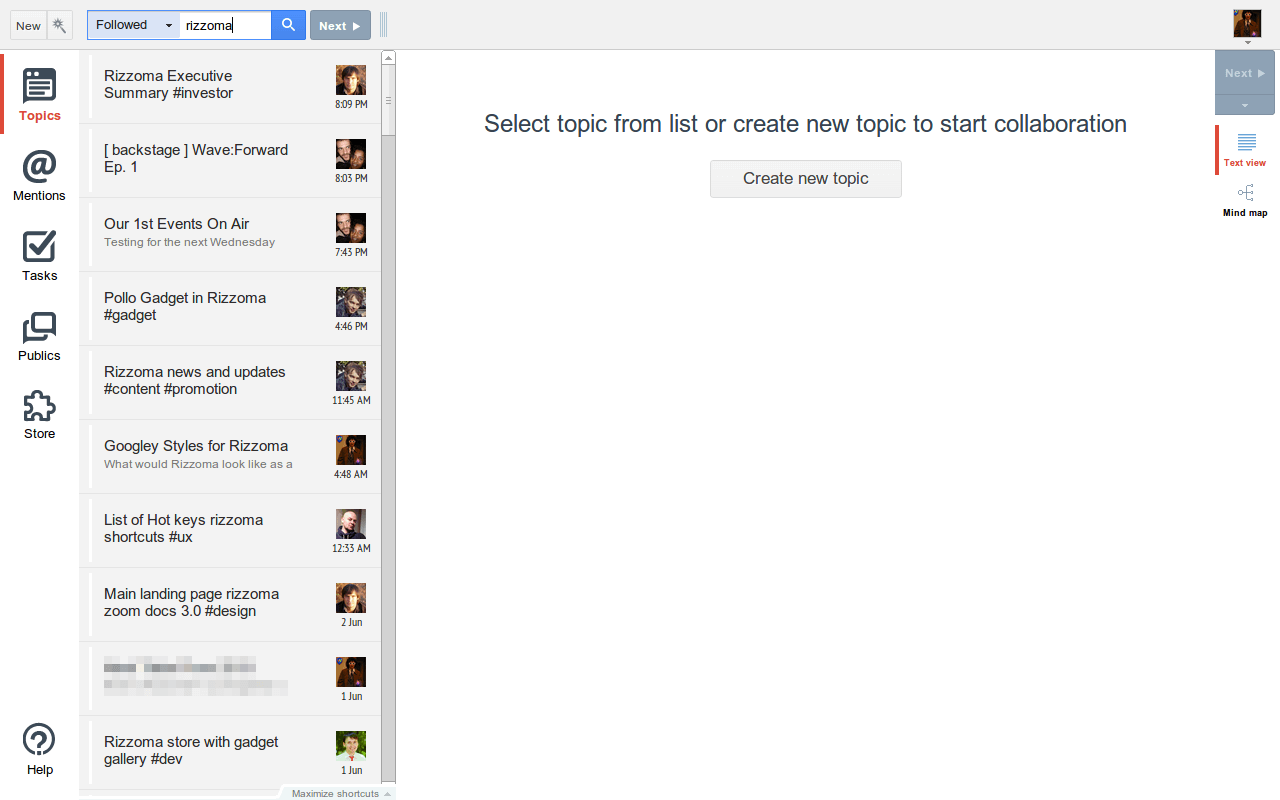 New
Followed
rizzoma
Next
Topics
Mentions
Tasks
Publics
Store
Help
Rizzoma Executive
Summary #investor
8:09 PM
[ backstage ] Wave:Forward
Ep. 1
8:03 PM
Our 1st Events On Air
Testing for the next Wednesday
7:43 PM
Pollo Gadget in Rizzoma
#gadget
4:46 PM
Rizzoma news and updates
#content #promotion
11:45 AM
Googley Styles for Rizzoma
What would Rizzoma look like as a
4:48 AM
List of Hot keys rizzoma
shortcuts #ux
12:33 AM
Main landing page rizzoma
zoom docs 3.0 #design
2 Jun
1 Jun
Rizzoma store with gadget
gallery #dev
1 Jun
Maximize shortcuts
Select topic from list or create new topic to start collaboration
Create new topic
Next
Text view
Mind map